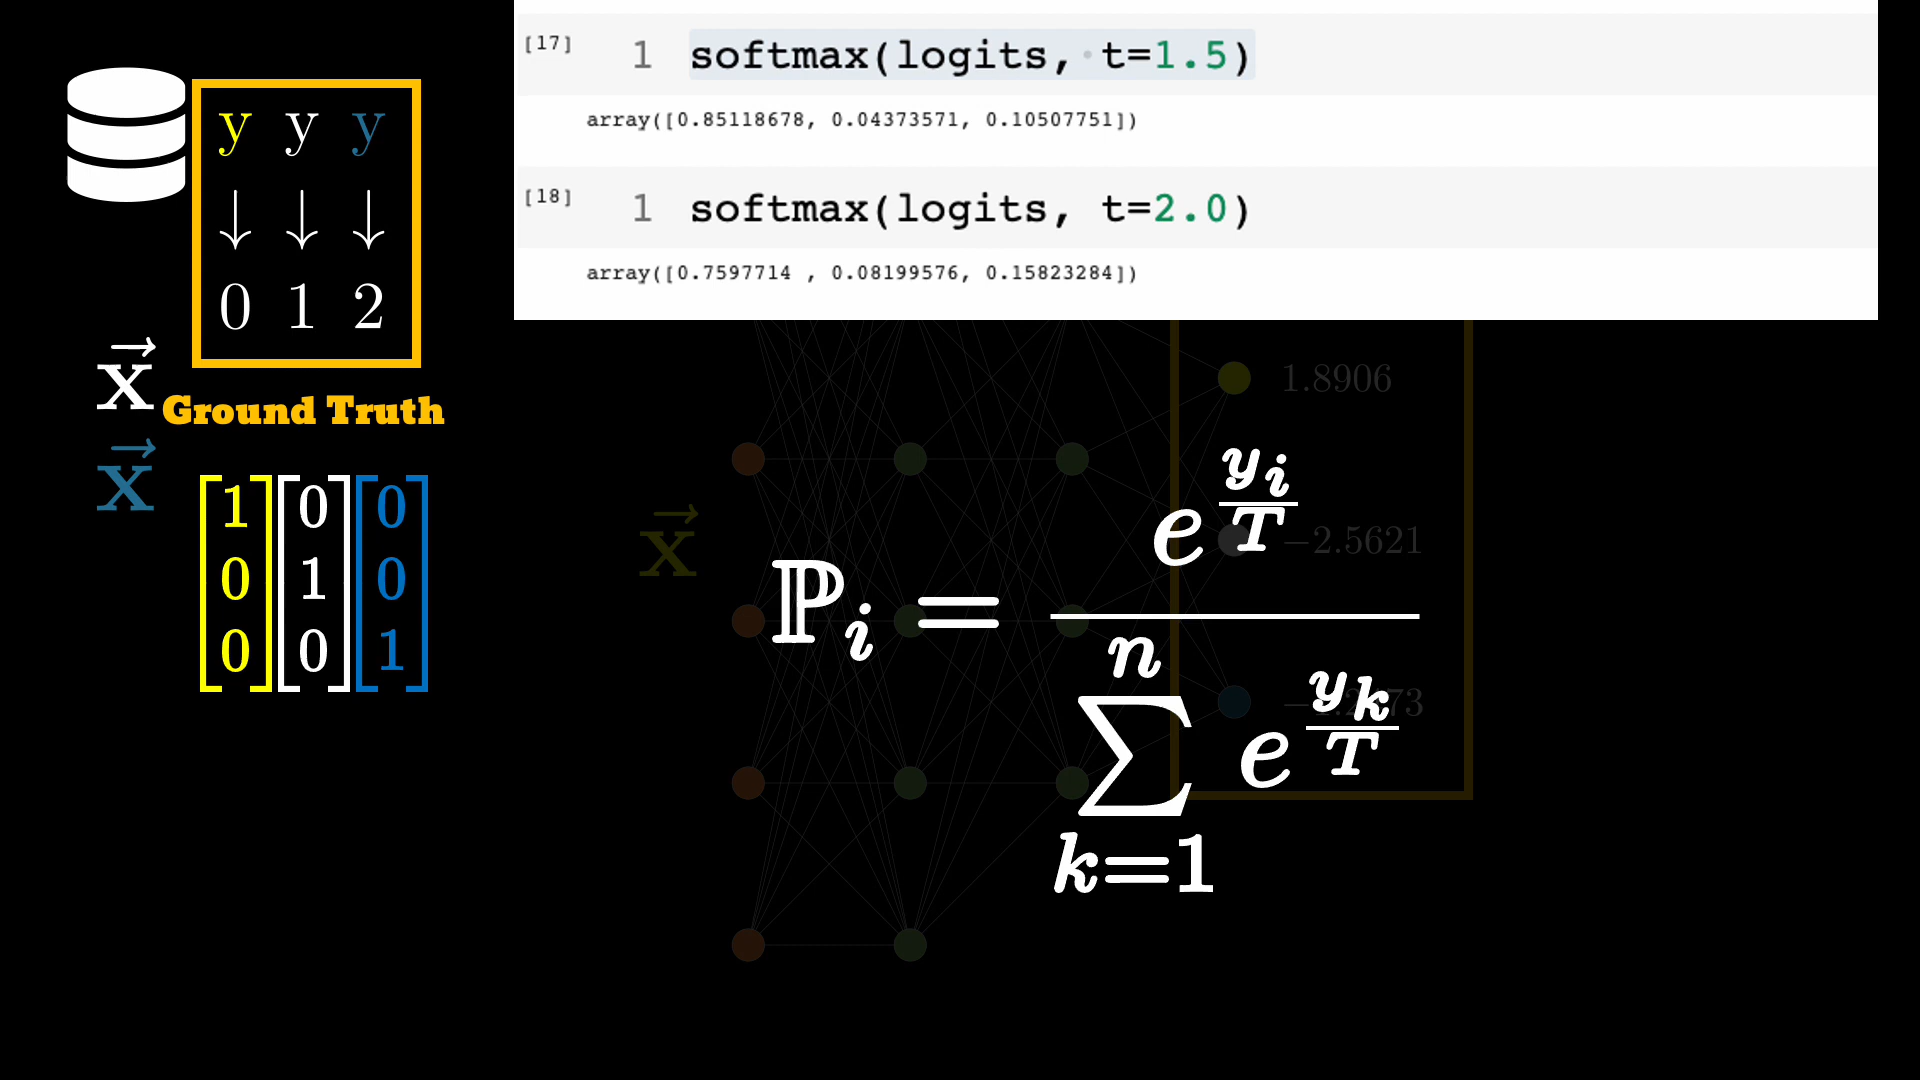 [17] 1 softmax(logits, t=1.5)
array([0.85118678, 0.04373571, 0.10507751])
[18] 1 softmax(logits, t=2.0)
array([0.7597714 , 0.08199576, 0.15823284])
y y y
↓ ↓ ↓
0 1 2
x⃗
Ground Truth
x⃗
1 0 0
0 1 0
0 0 1
x⃗
1.8906
−2.5621
ℙᵢ = e^(yᵢ/T) / ∑ₖ₌₁ⁿ e^(yₖ/T)